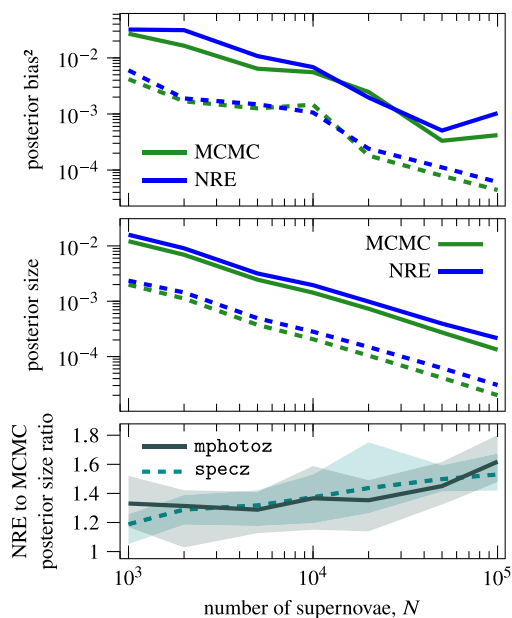 posterior bias²
10⁻²
10⁻³
10⁻⁴
MCMC
NRE
posterior size
10⁻²
10⁻³
10⁻⁴
MCMC
NRE
NRE to MCMC
posterior size ratio
1.8
1.6
1.4
1.2
1
mphotoz
specz
10³
10⁴
10⁵
number of supernovae, N